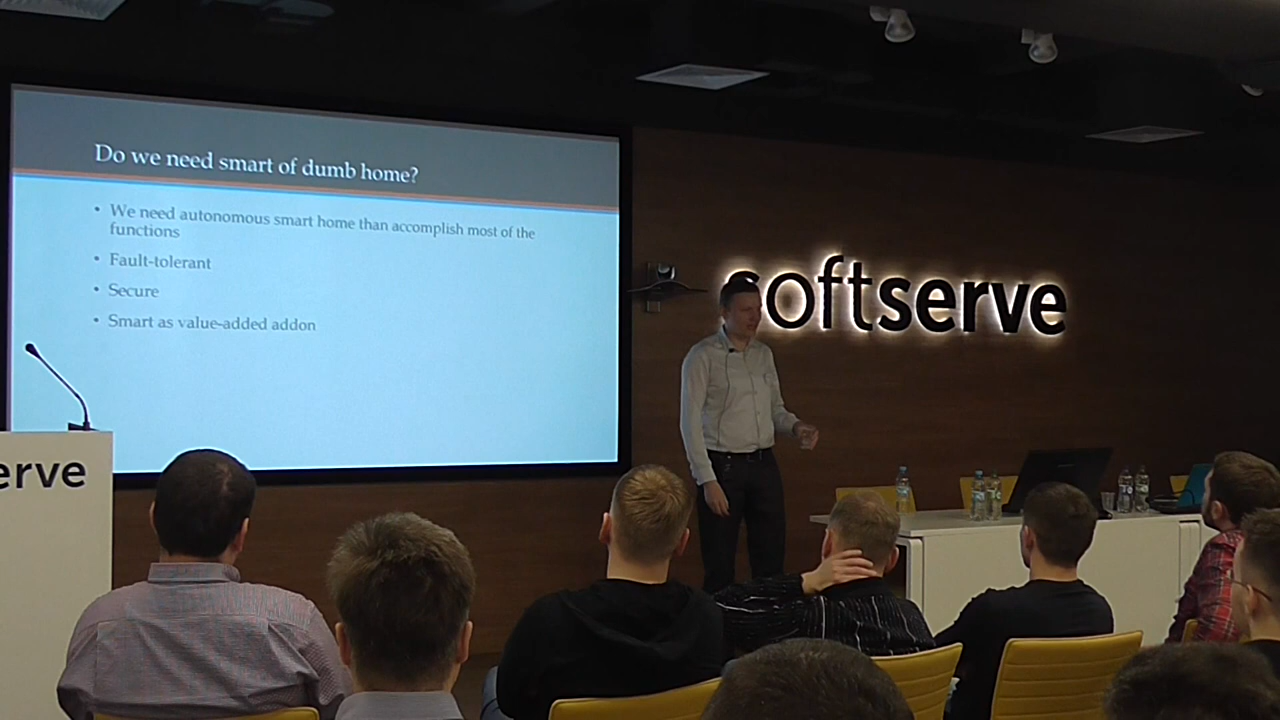 Do we need smart of dumb home?
• We need autonomous smart home than accomplish most of the
functions
• Fault-tolerant
• Secure
• Smart as value-added addon
softserve
erve